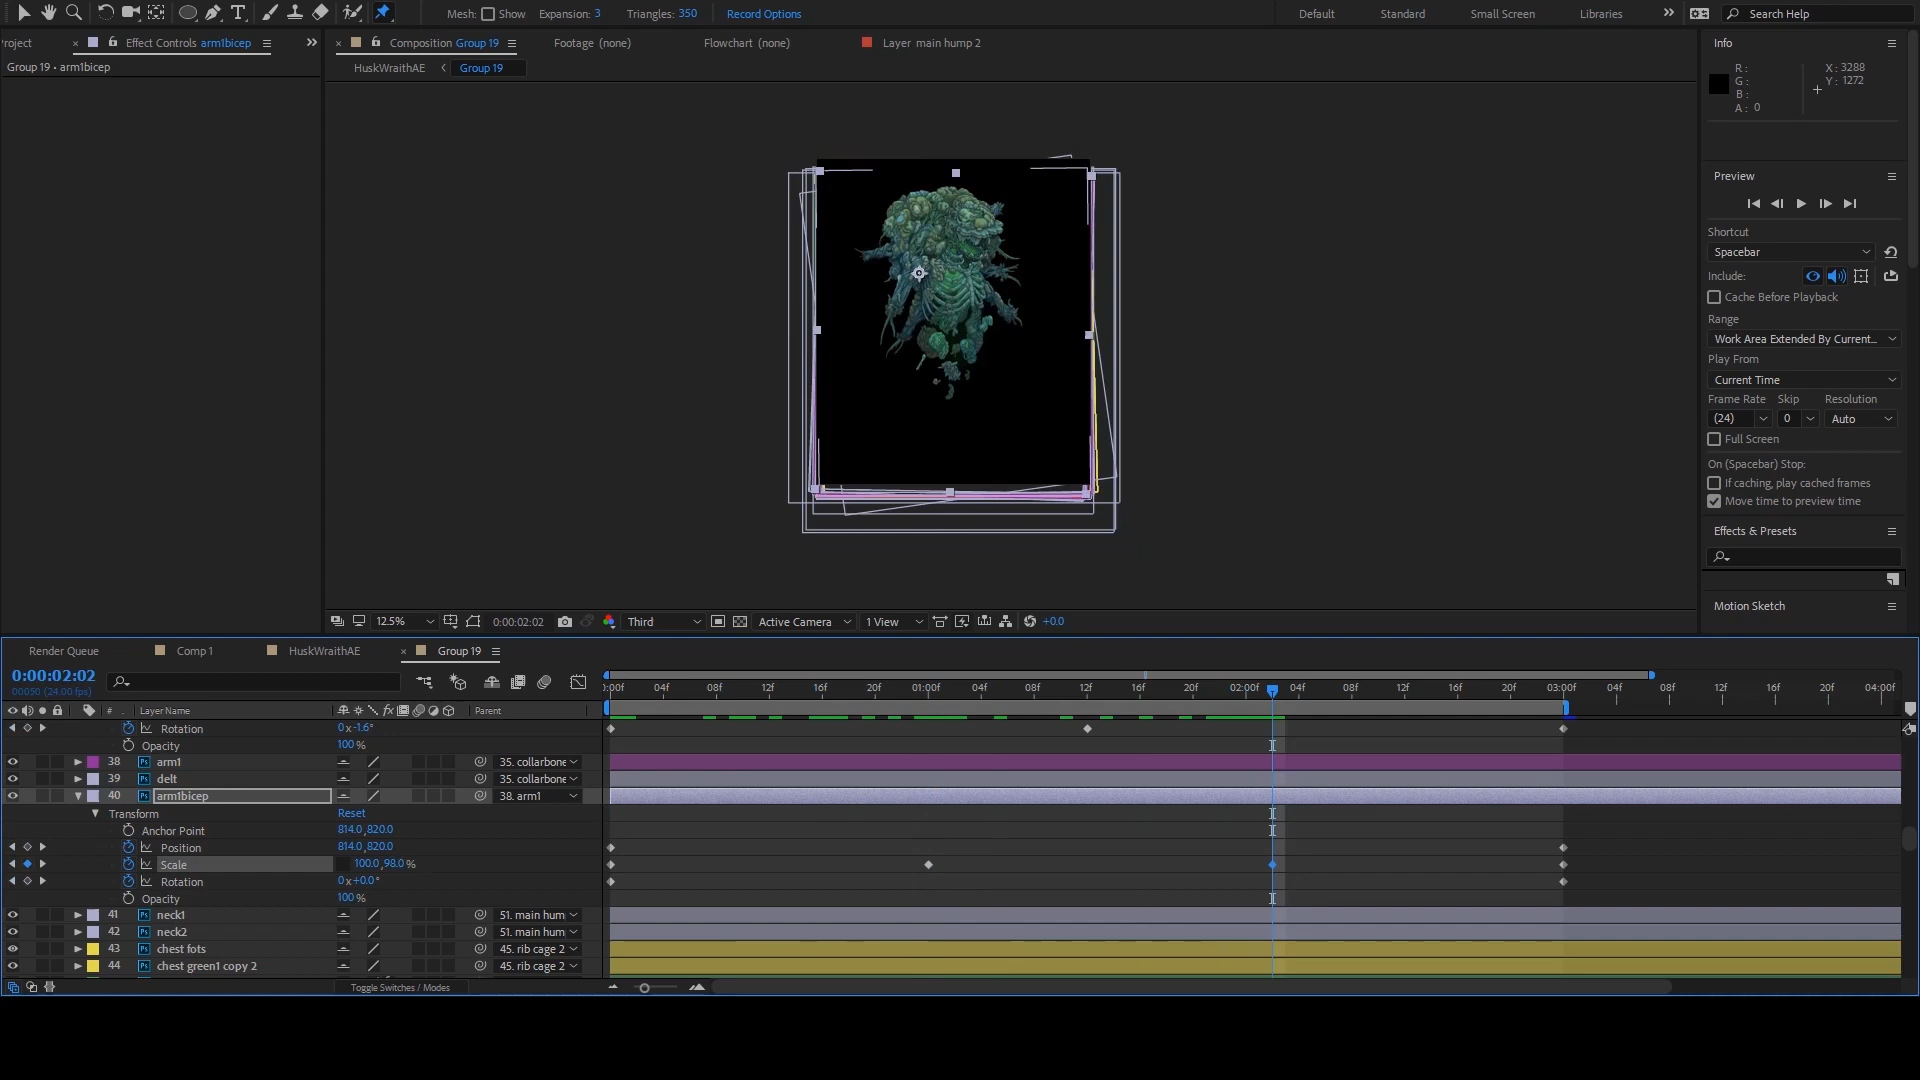 Mesh: Show Expansion: 3 Triangles: 350 Record Options Default Standard Small Screen Libraries Search Help
roject Effect Controls arm1bicep Composition Group 19 Footage (none) Flowchart (none) Layer main hump 2 Info
Group 19 • arm1bicep HuskWraithAE Group 19
R: X: 3288
G: Y: 1272
B:
A: 0
Preview
Shortcut
Spacebar
Include:
Cache Before Playback
Range
Work Area Extended By Current...
Play From
Current Time
Frame Rate Skip Resolution
(24) 0 Auto
Full Screen
On (Spacebar) Stop:
If caching, play cached frames
Move time to preview time
Effects & Presets
Motion Sketch
12.5% 0:00:02:02 Third Active Camera 1 View +0.0
Render Queue Comp 1 HuskWraithAE Group 19
0:00:02:02
00050 (24.00 fps)
):00f 04f 08f 12f 16f 20f 01:00f 04f 08f 12f 16f 20f 02:00f 04f 08f 12f 16f 20f 03:00f 04f 08f 12f 16f 20f 04:00f
# Layer Name fx Parent
Rotation 0x-1.6°
Opacity 100 %
38 Ps arm1 35. collarbone
39 Ps delt 35. collarbone
40 Ps arm1bicep 38. arm1
Transform Reset
Anchor Point 814.0,820.0
Position 814.0,820.0
Scale 100.0,98.0 %
Rotation 0x+0.0°
Opacity 100 %
41 Ps neck1 51. main hum
42 Ps neck2 51. main hum
43 Ps chest fots 45. rib cage 2
44 Ps chest green1 copy 2 45. rib cage 2
Toggle Switches / Modes